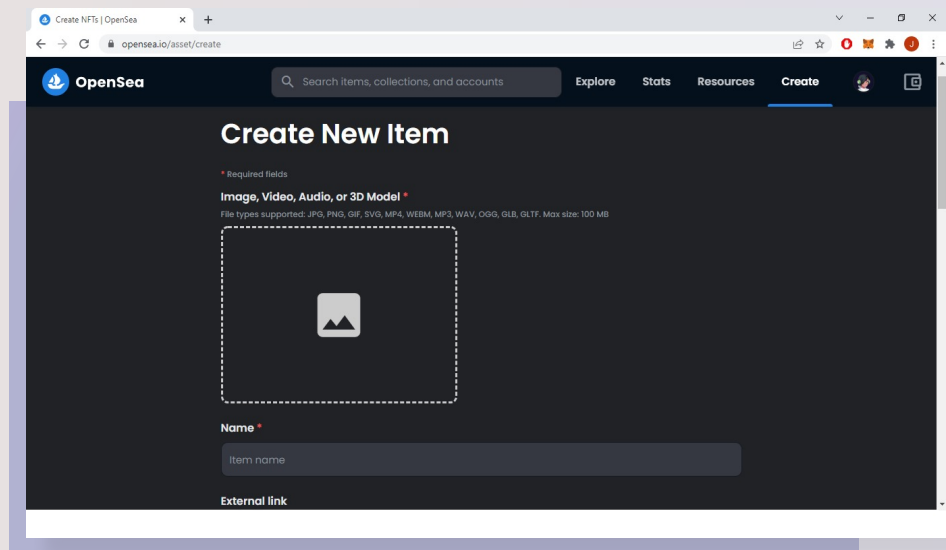 Create NFTs | OpenSea
opensea.io/asset/create
J
OpenSea
Search items, collections, and accounts
Explore
Stats
Resources
Create
Create New Item
* Required fields
Image, Video, Audio, or 3D Model *
File types supported: JPG, PNG, GIF, SVG, MP4, WEBM, MP3, WAV, OGG, GLB, GLTF. Max size: 100 MB
Name *
Item name
External link